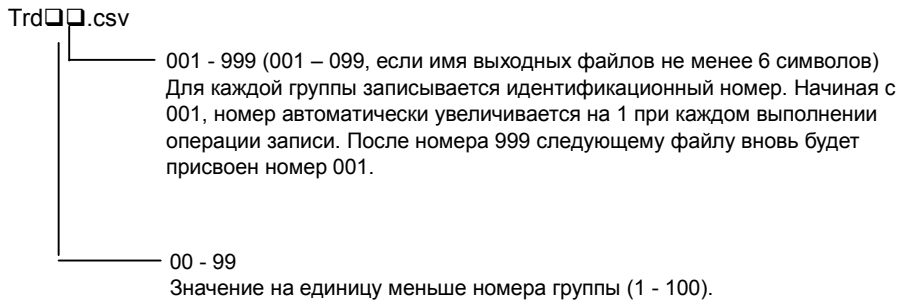 Trd❑❑.csv
001 - 999 (001 – 099, если имя выходных файлов не менее 6 символов)
Для каждой группы записывается идентификационный номер. Начиная с
001, номер автоматически увеличивается на 1 при каждом выполнении
операции записи. После номера 999 следующему файлу вновь будет
присвоен номер 001.
00 - 99
Значение на единицу меньше номера группы (1 - 100).